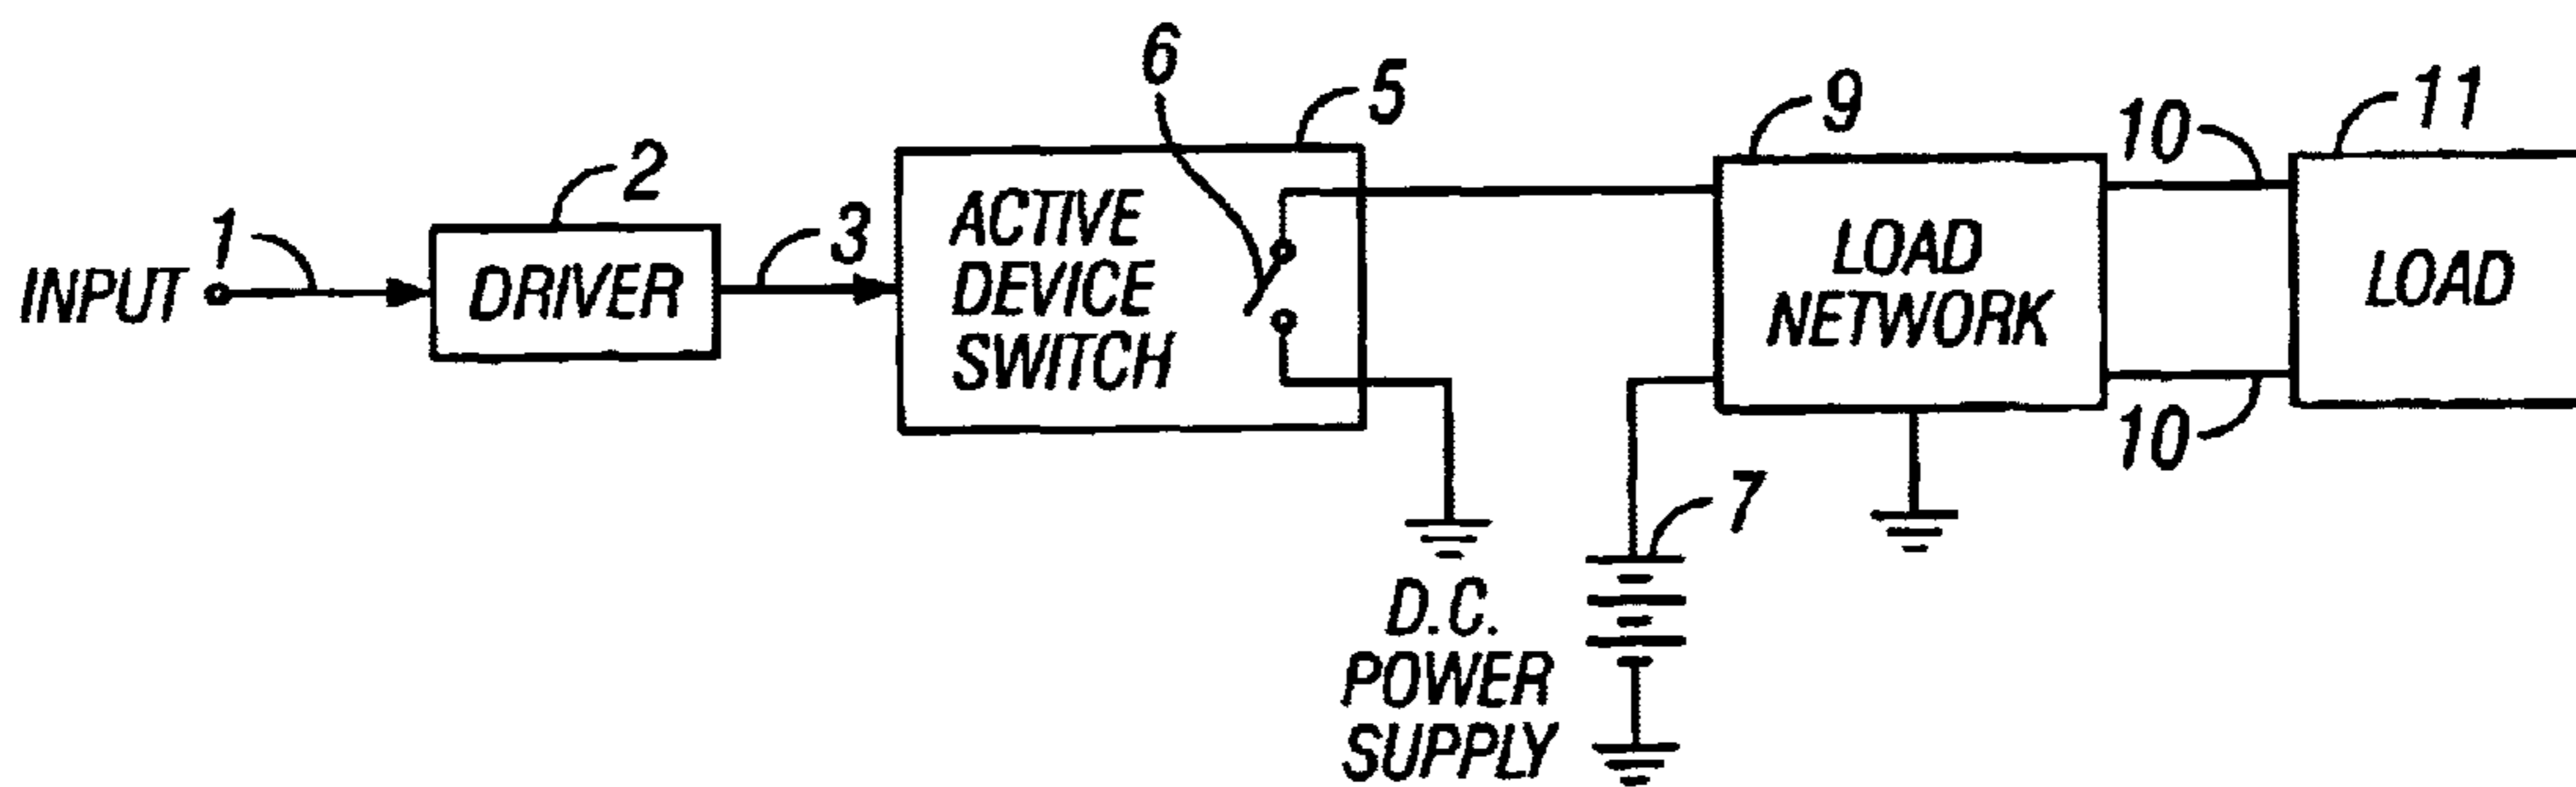 6
5
9
11
10
2
1
3
INPUT
DRIVER
ACTIVE
DEVICE
SWITCH
LOAD
NETWORK
LOAD
10
7
D.C.
POWER
SUPPLY